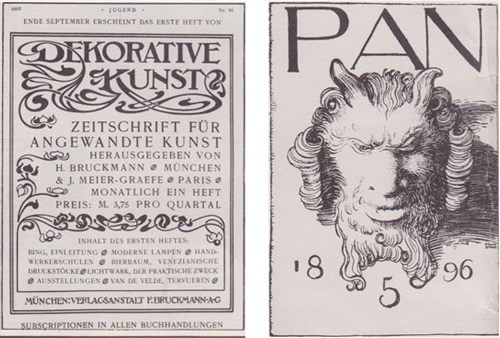 1897 · JUGEND · Nr. 39
ENDE SEPTEMBER ERSCHEINT DAS ERSTE HEFT VON
DEKORATIVE
KUNST
ZEITSCHRIFT FÜR
ANGEWANDTE KUNST
HERAUSGEGEBEN VON
H. BRUCKMANN MÜNCHEN
& J. MEIER-GRAEFE PARIS
MONATLICH EIN HEFT
PREIS: M. 3,75 PRO QUARTAL
INHALT DES ERSTEN HEFTES:
BING, EINLEITUNG MODERNE LAMPEN HAND-
WERKERSCHULEN BIERBAUM, VENEZIANISCHE
DRUCKSTÖCKE LICHTWARK, DER PRAKTISCHE ZWECK
AUSSTELLUNGEN VAN DE VELDE, TERVUEREN
MÜNCHEN: VERLAGSANSTALT F. BRUCKMANN A·G
SUBSCRIPTIONEN IN ALLEN BUCHHANDLUNGEN
PAN
18 5 96